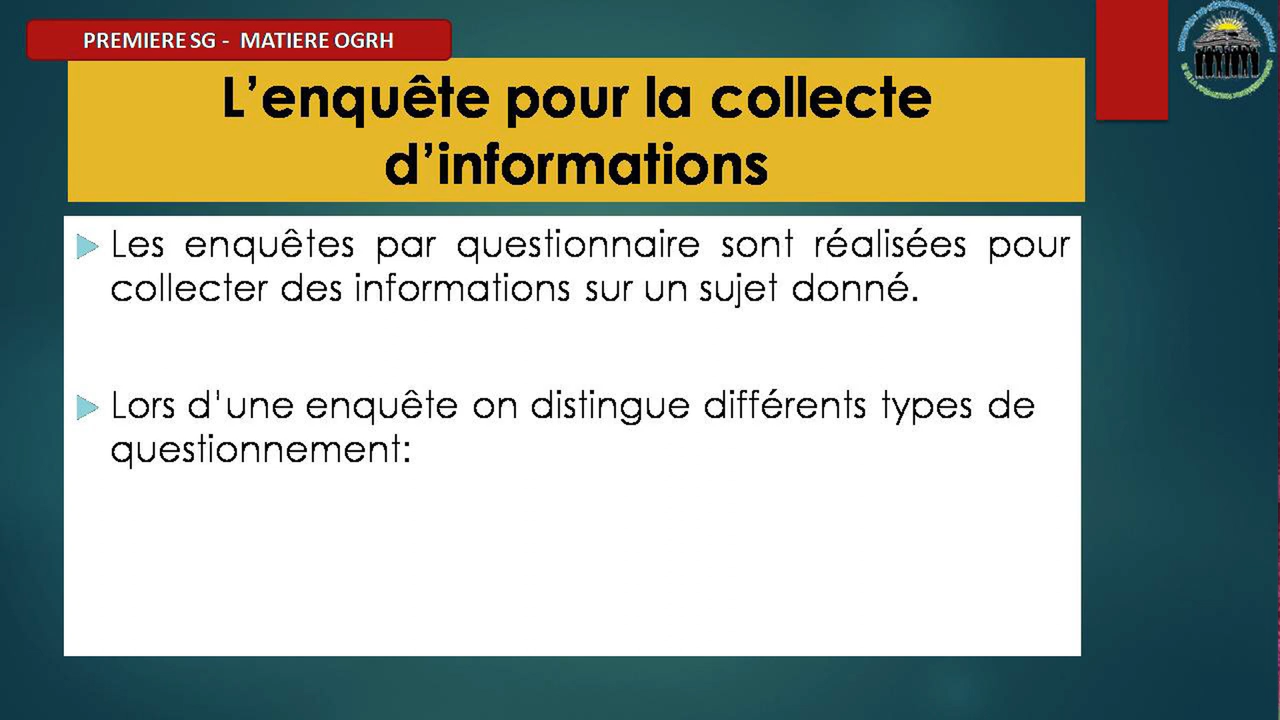 PREMIERE SG - MATIERE OGRH
L’enquête pour la collecte
d’informations
Les enquêtes par questionnaire sont réalisées pour
collecter des informations sur un sujet donné.
Lors d'une enquête on distingue différents types de
questionnement: